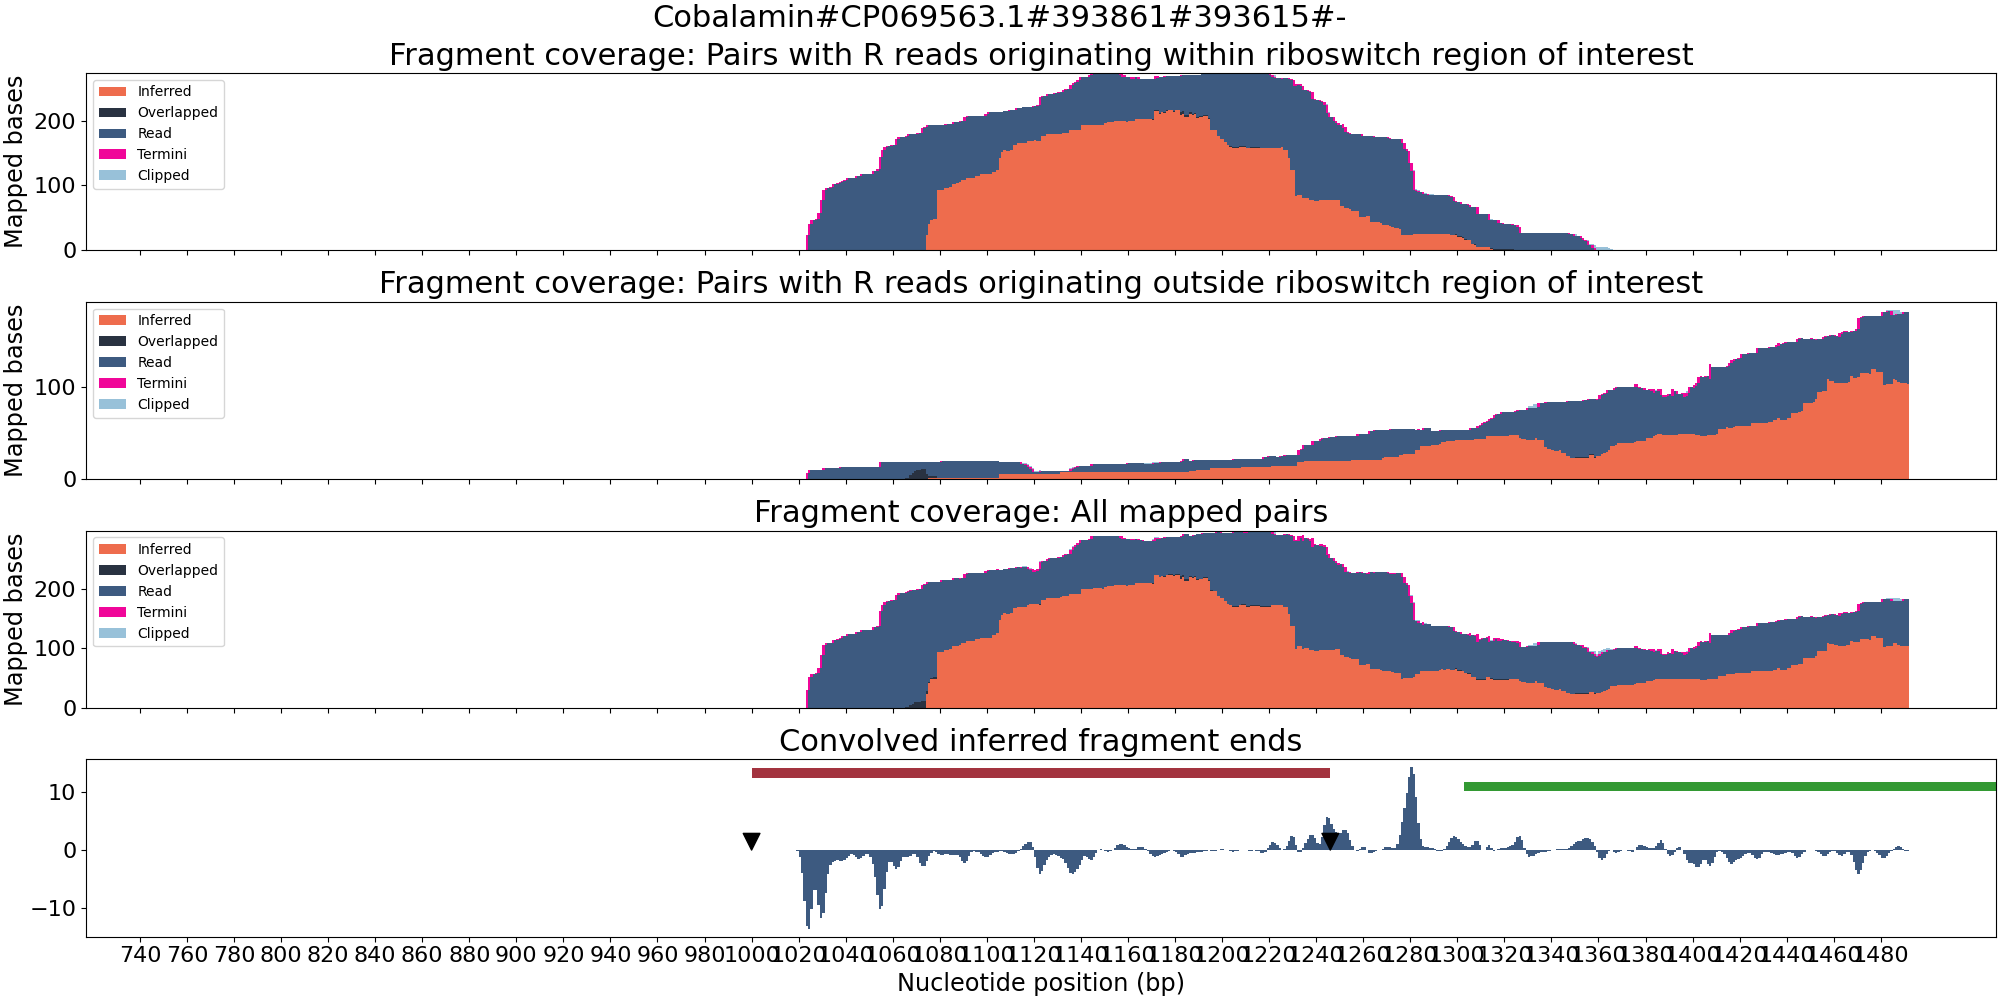 Cobalamin#CP069563.1#393861#393615#-
Fragment coverage: Pairs with R reads originating within riboswitch region of interest
Mapped bases
200
100
0
Inferred
Overlapped
Read
Termini
Clipped
Fragment coverage: Pairs with R reads originating outside riboswitch region of interest
Mapped bases
100
0
Inferred
Overlapped
Read
Termini
Clipped
Fragment coverage: All mapped pairs
Mapped bases
200
100
0
Inferred
Overlapped
Read
Termini
Clipped
Convolved inferred fragment ends
10
0
−10
740 760 780 800 820 840 860 880 900 920 940 960 980 1000 1020 1040 1060 1080 1100 1120 1140 1160 1180 1200 1220 1240 1260 1280 1300 1320 1340 1360 1380 1400 1420 1440 1460 1480
Nucleotide position (bp)